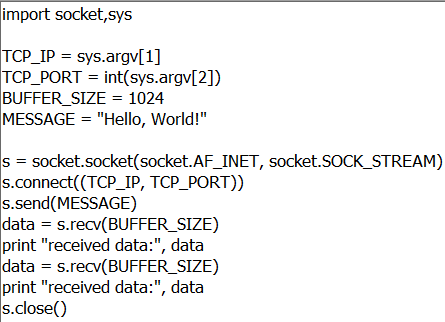 import socket,sys
TCP_IP = sys.argv[1]
TCP_PORT = int(sys.argv[2])
BUFFER_SIZE = 1024
MESSAGE = "Hello, World!"
s = socket.socket(socket.AF_INET, socket.SOCK_STREAM)
s.connect((TCP_IP, TCP_PORT))
s.send(MESSAGE)
data = s.recv(BUFFER_SIZE)
print "received data:", data
data = s.recv(BUFFER_SIZE)
print "received data:", data
s.close()